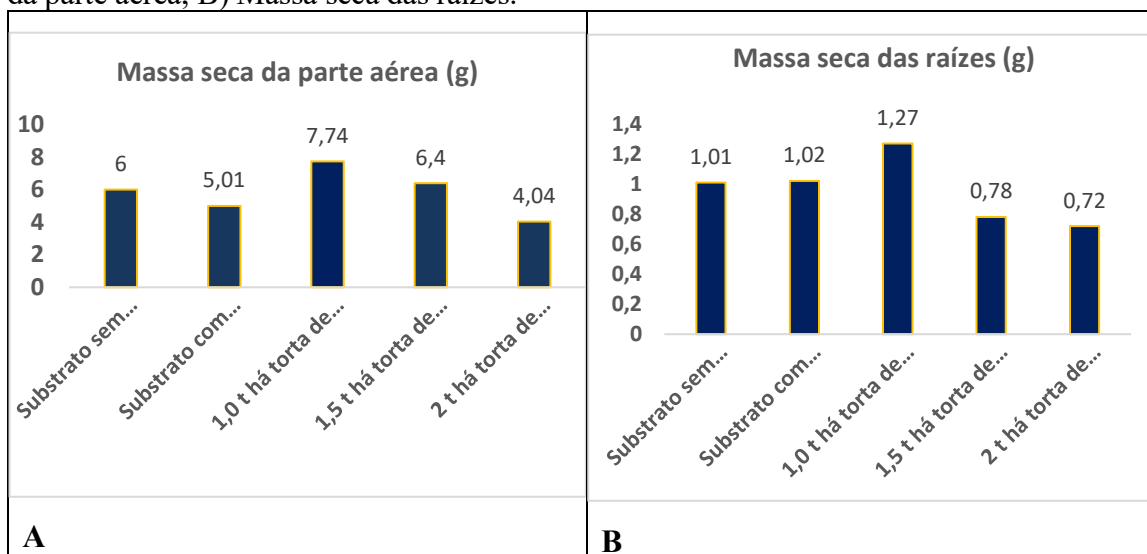 da parte aérea; B) Massa seca das raízes.
Massa seca da parte aérea (g)
10
8
6
4
2
0
6
5,01
7,74
6,4
4,04
Substrato sem...
Substrato com...
1,0 t há torta de...
1,5 t há torta de...
2 t há torta de...
A
Massa seca das raízes (g)
1,4
1,2
1
0,8
0,6
0,4
0,2
0
1,01
1,02
1,27
0,78
0,72
Substrato sem...
Substrato com...
1,0 t há torta de...
1,5 t há torta de...
2 t há torta de...
B